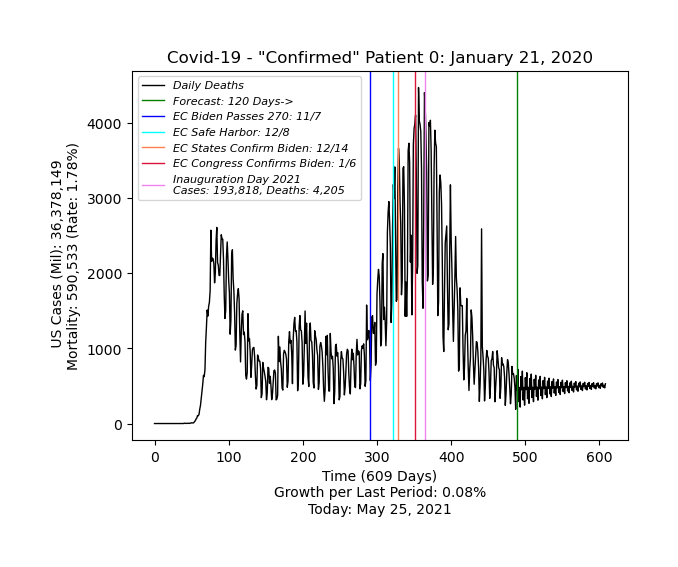 Covid-19 - "Confirmed" Patient 0: January 21, 2020
Daily Deaths
Forecast: 120 Days->
EC Biden Passes 270: 11/7
EC Safe Harbor: 12/8
EC States Confirm Biden: 12/14
EC Congress Confirms Biden: 1/6
Inauguration Day 2021
Cases: 193,818, Deaths: 4,205
US Cases (Mil): 36,378,149
Mortality: 590,533 (Rate: 1.78%)
4000
3000
2000
1000
0
0 100 200 300 400 500 600
Time (609 Days)
Growth per Last Period: 0.08%
Today: May 25, 2021